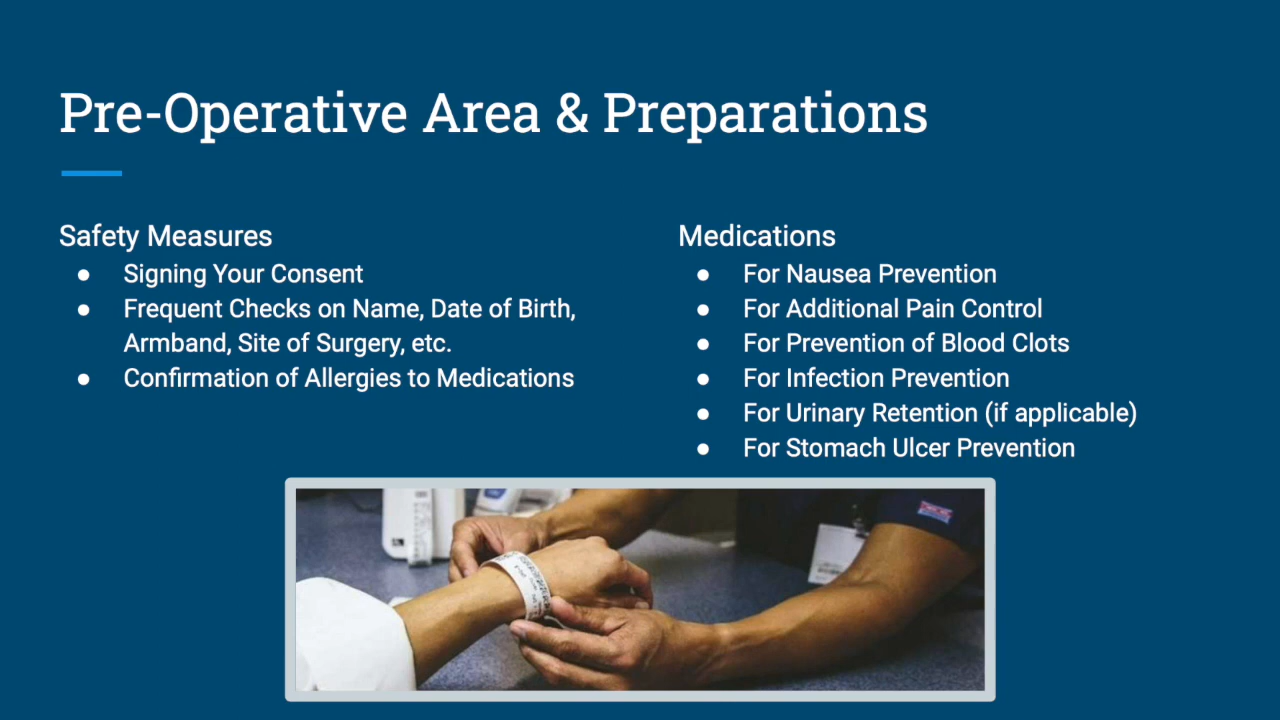 Pre-Operative Area & Preparations
Safety Measures
● Signing Your Consent
● Frequent Checks on Name, Date of Birth,
Armband, Site of Surgery, etc.
● Confirmation of Allergies to Medications
Medications
● For Nausea Prevention
● For Additional Pain Control
● For Prevention of Blood Clots
● For Infection Prevention
● For Urinary Retention (if applicable)
● For Stomach Ulcer Prevention